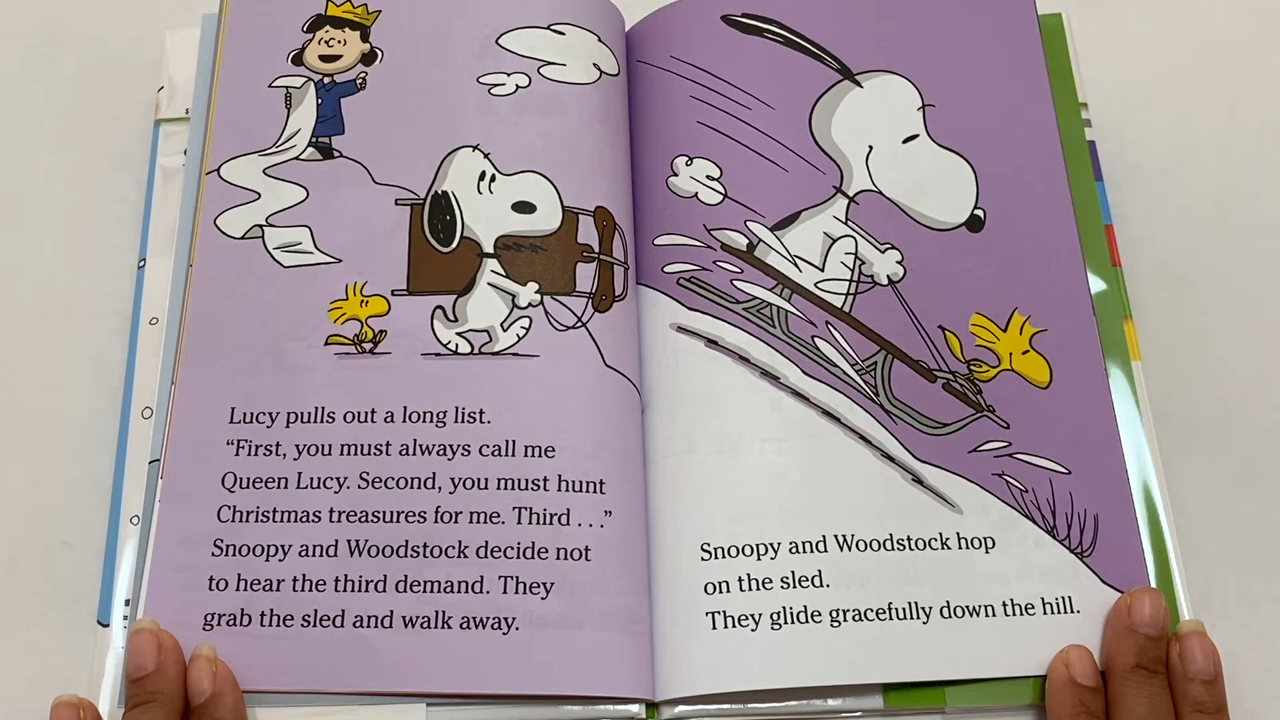 Lucy pulls out a long list.
“First, you must always call me
Queen Lucy. Second, you must hunt
Christmas treasures for me. Third . . .”
Snoopy and Woodstock decide not
to hear the third demand. They
grab the sled and walk away.
Snoopy and Woodstock hop
on the sled.
They glide gracefully down the hill.